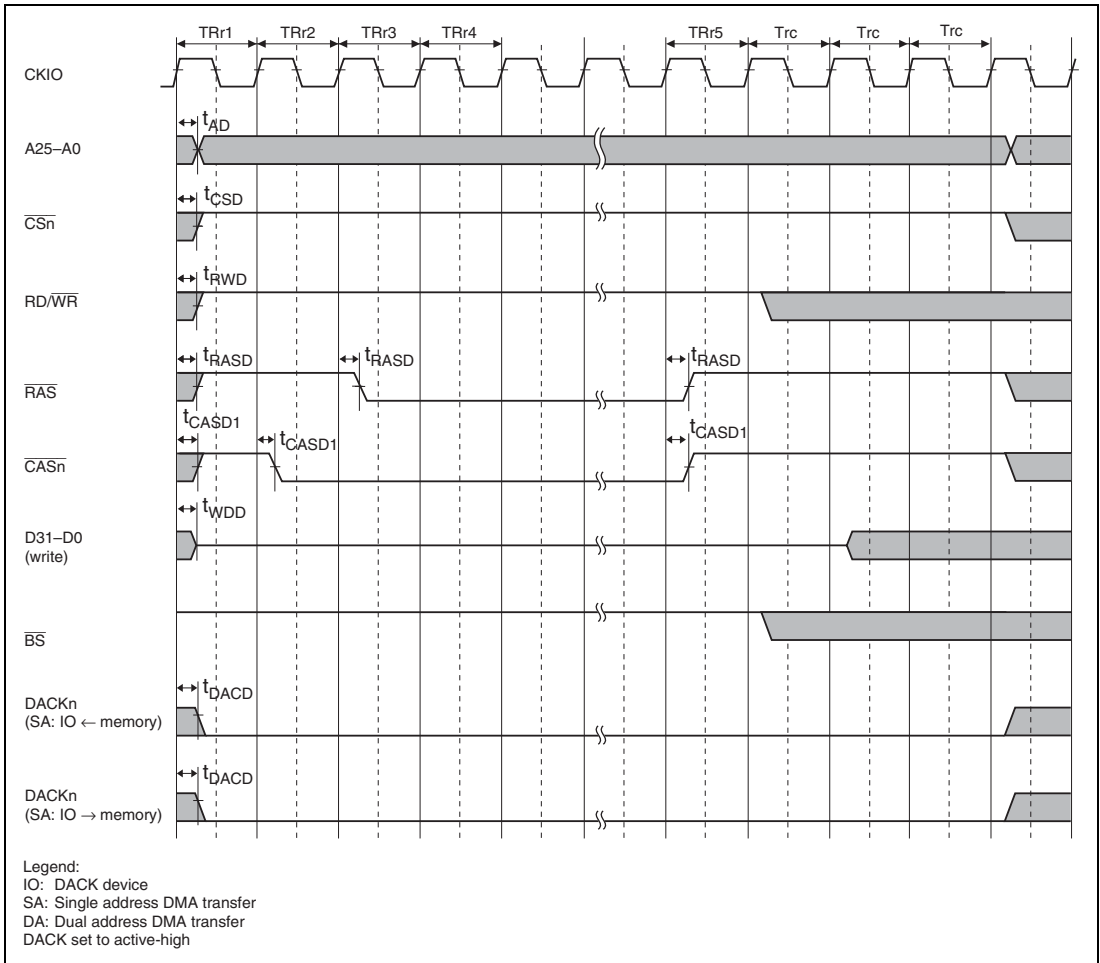 TRr1 TRr2 TRr3 TRr4 TRr5 Trc Trc Trc
CKIO
tAD
A25–A0
tCSD
CSn
tRWD
RD/WR
tRASD tRASD tRASD
RAS
tCASD1 tCASD1 tCASD1
CASn
tWDD
D31–D0
(write)
BS
tDACD
DACKn
(SA: IO ← memory)
tDACD
DACKn
(SA: IO → memory)
Legend:
IO: DACK device
SA: Single address DMA transfer
DA: Dual address DMA transfer
DACK set to active-high